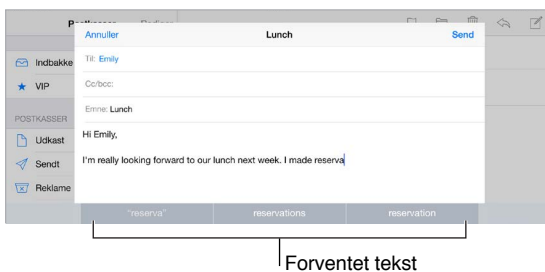 Postkasser Rediger
Annuller Lunch Send
Indbakke
Til: Emily
VIP
Cc/bcc:
Emne: Lunch
POSTKASSER
Hi Emily,
Udkast
I'm really looking forward to our lunch next week. I made reserva
Sendt
Reklame
"reserva" reservations reservation
Forventet tekst